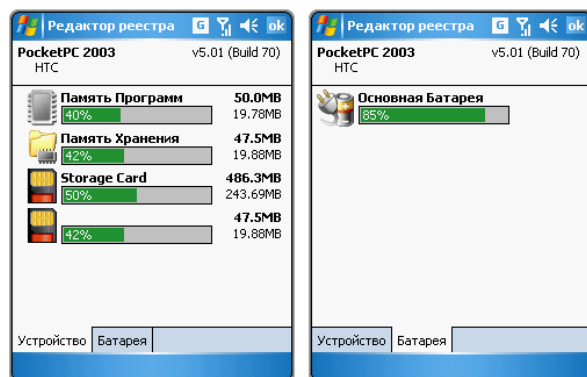 Редактор реестра G ok
PocketPC 2003 v5.01 (Build 70)
HTC
Память Программ 50.0MB
40% 19.78MB
Память Хранения 47.5MB
42% 19.88MB
Storage Card 486.3MB
50% 243.69MB
47.5MB
42% 19.88MB
Устройство Батарея
Редактор реестра G ok
PocketPC 2003 v5.01 (Build 70)
HTC
Основная Батарея
85%
Устройство Батарея